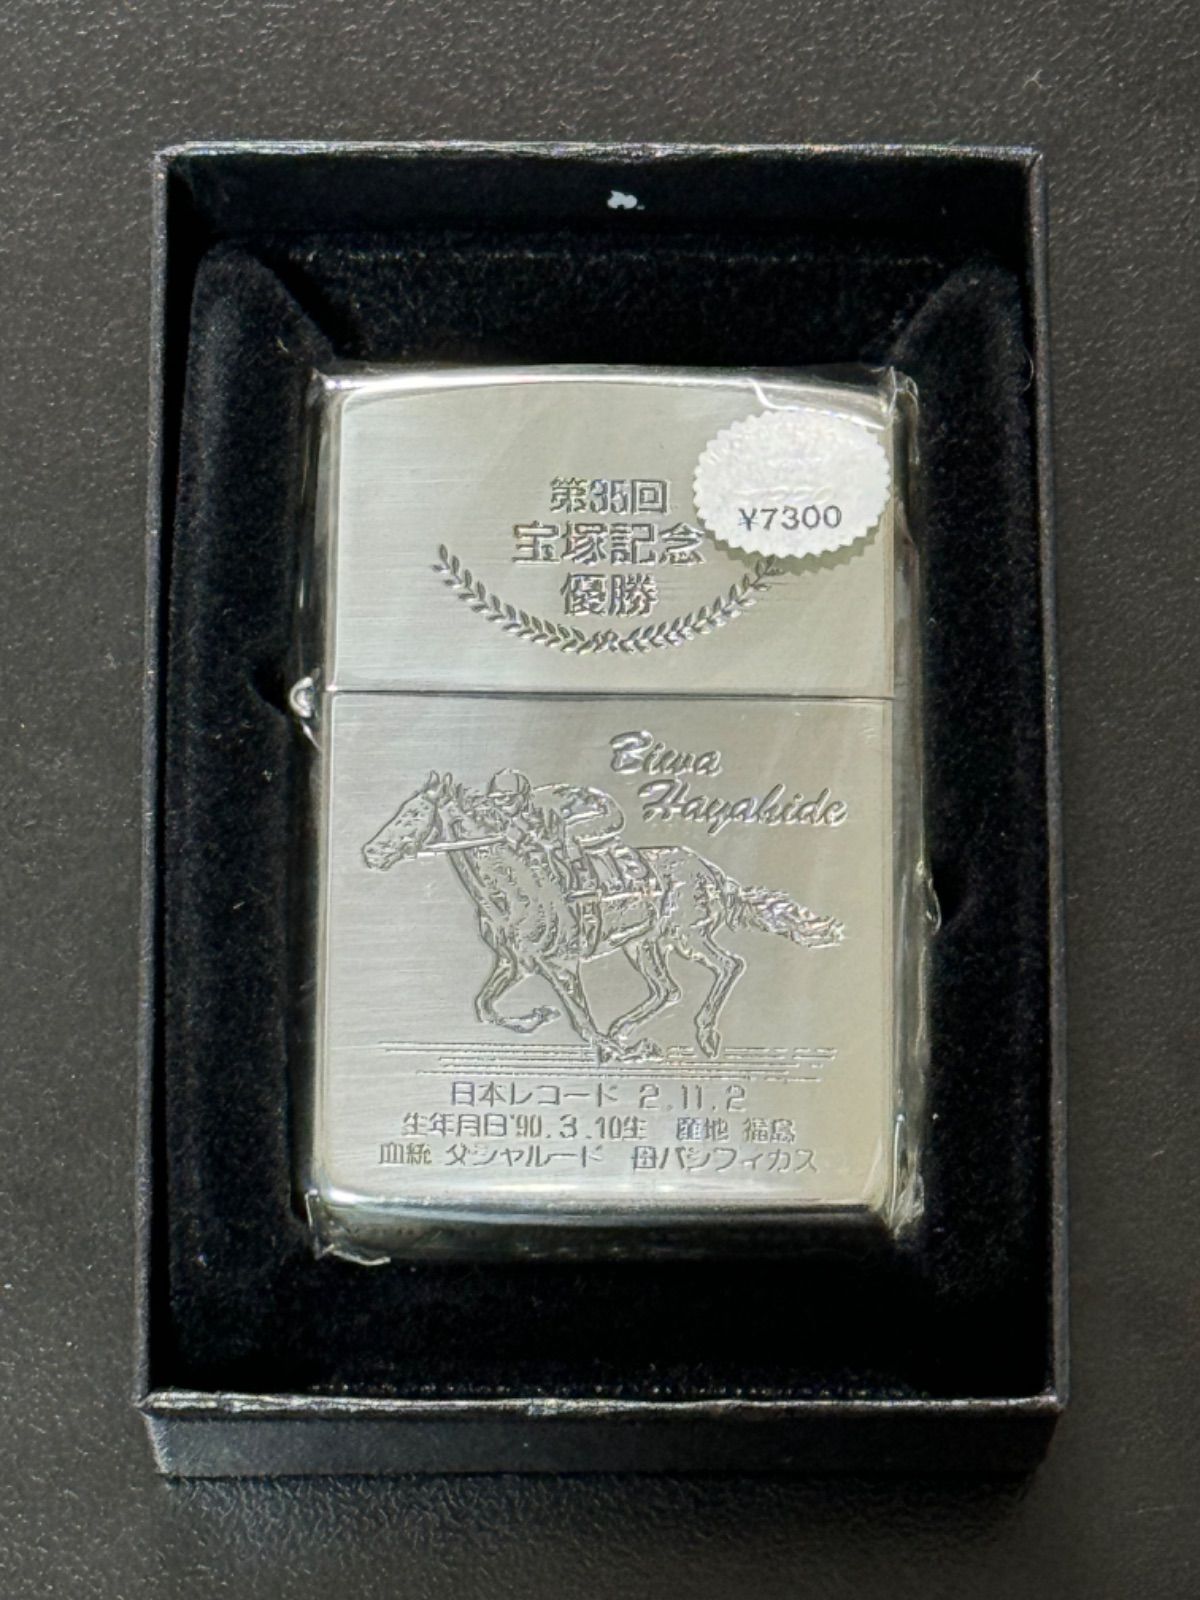 第35回
宝塚記念
優勝
¥7300
Biwa
Hayahide
日本レコード 2.11.2
生年月日'90.3.10生 産地 福島
血統 父シャルード 母パシフィカス